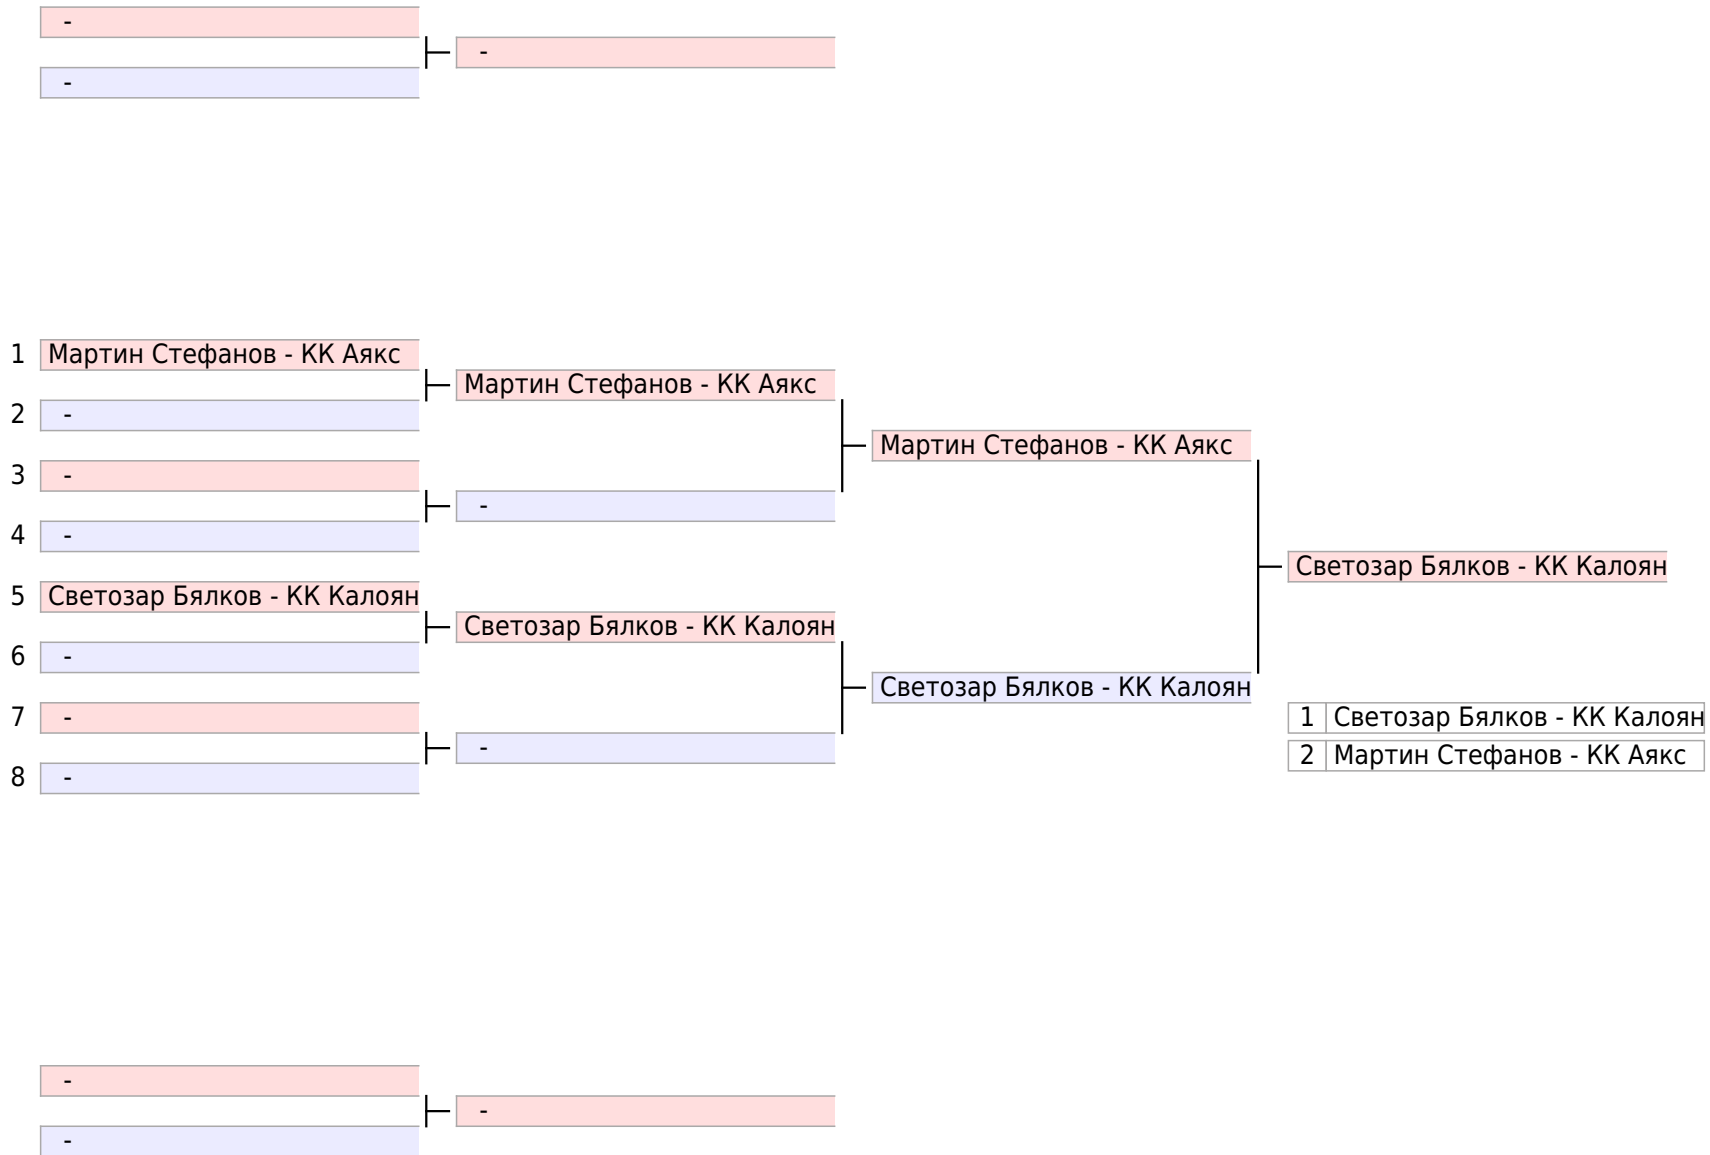 -
-
-
1 Мартин Стефанов - КК Аякс
Мартин Стефанов - КК Аякс
2 -
Мартин Стефанов - КК Аякс
3 -
-
4 -
Светозар Бялков - КК Калоян
5 Светозар Бялков - КК Калоян
Светозар Бялков - КК Калоян
6 -
Светозар Бялков - КК Калоян
7 -
1 Светозар Бялков - КК Калоян
-
2 Мартин Стефанов - КК Аякс
8 -
-
-
-